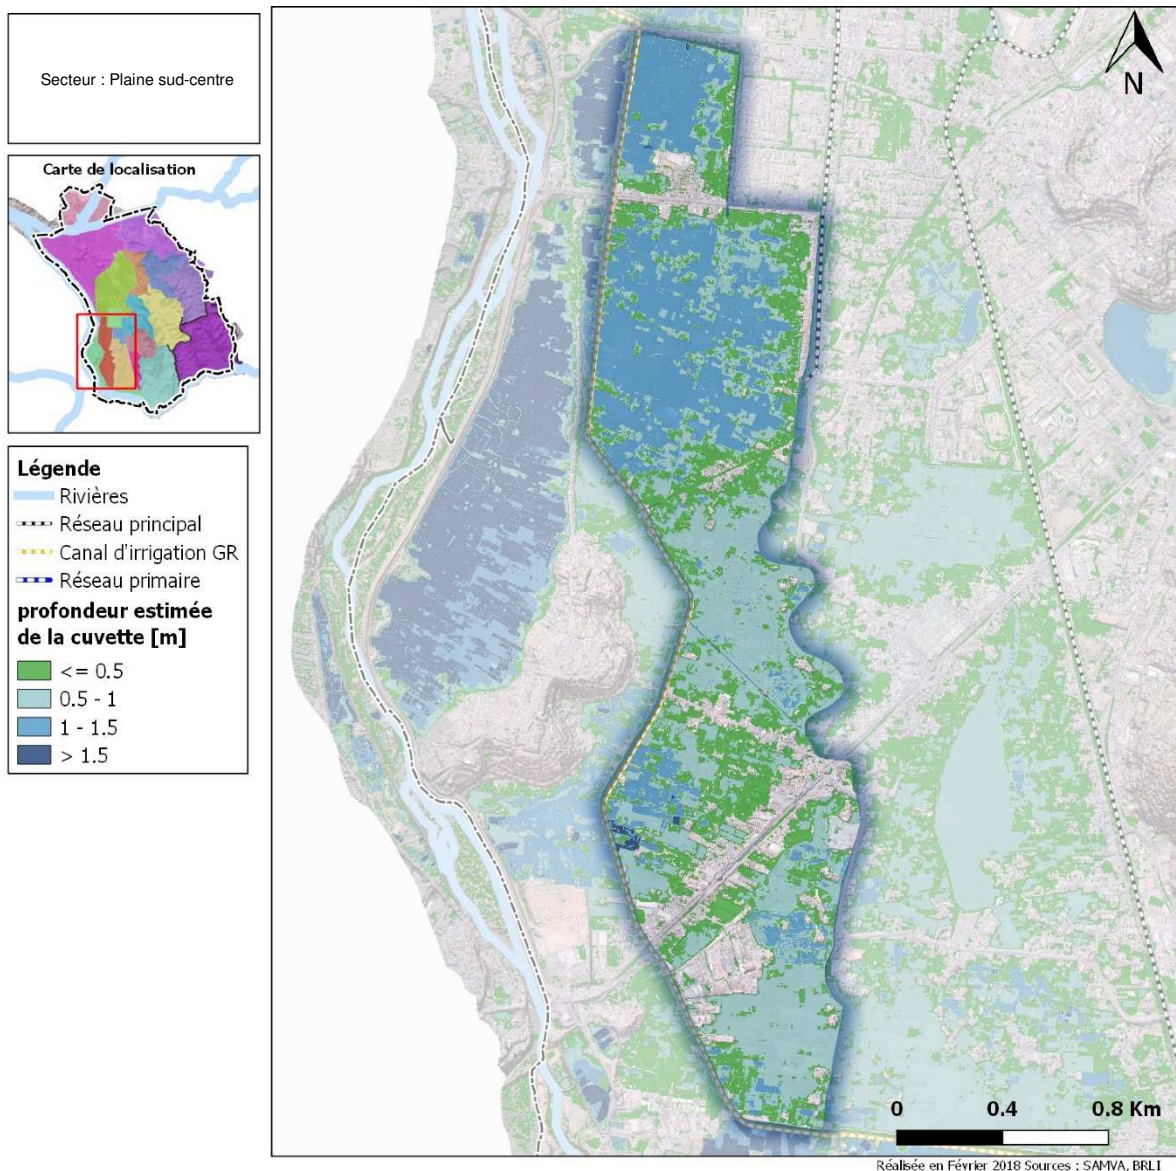 Secteur : Plaine sud-centre
Carte de localisation
Légende
Rivières
Réseau principal
Canal d'irrigation GR
Réseau primaire
profondeur estimée
de la cuvette [m]
<= 0.5
0.5 - 1
1 - 1.5
> 1.5
N
0 0.4 0.8 Km
Réalisée en Février 2018 Sources : SAMVA, BRLI